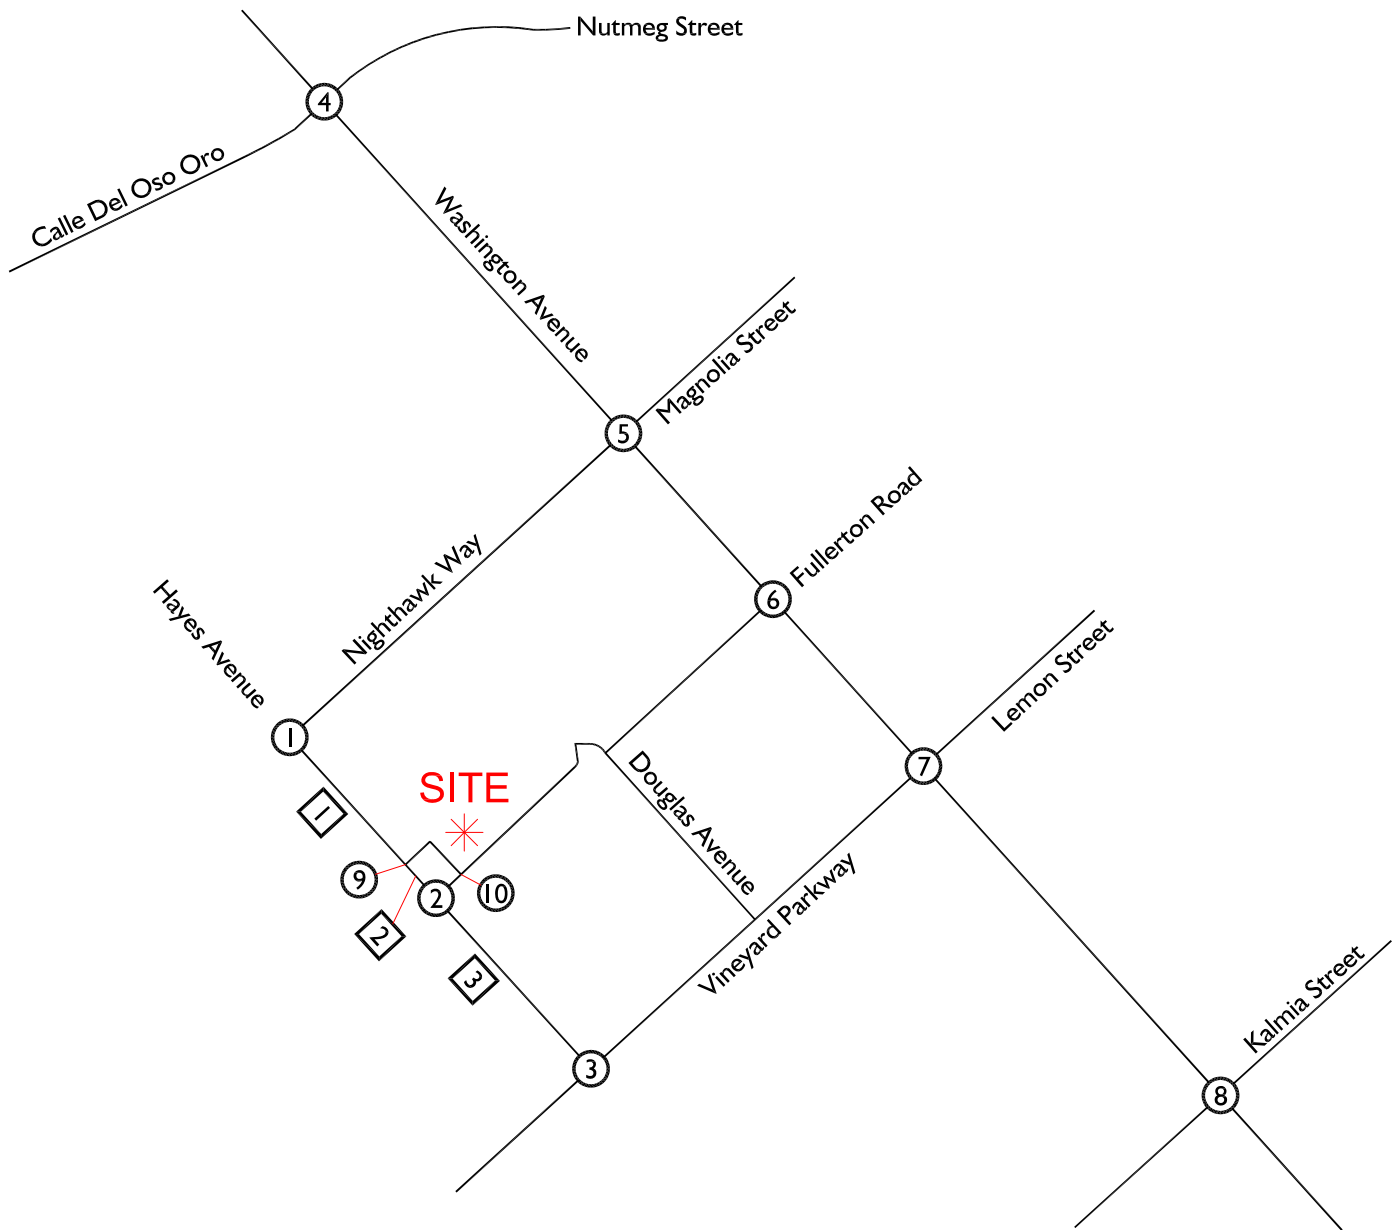 Nutmeg Street
4
Calle Del Oso Oro
Washington Avenue
Magnolia Street
5
Fullerton Road
Nighthawk Way
6
Hayes Avenue
Lemon Street
1
7
SITE
Douglas Avenue
1
9
2
10
Vineyard Parkway
2
3
Kalmia Street
3
8